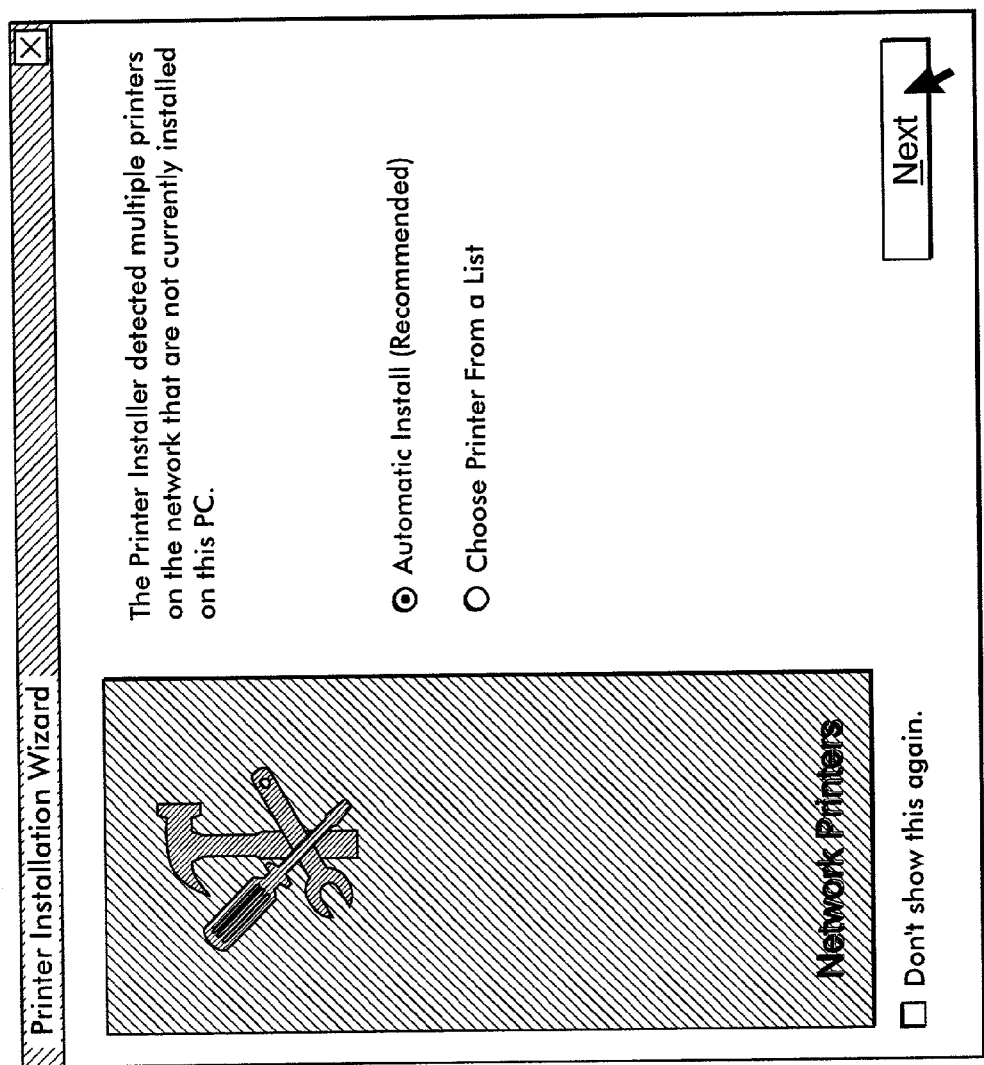 Printer Installation Wizard
The Printer Installer detected multiple printers
on the network that are not currently installed
on this PC.
Automatic Install (Recommended)
Choose Printer From a List
Network Printers
Don't show this again.
Next